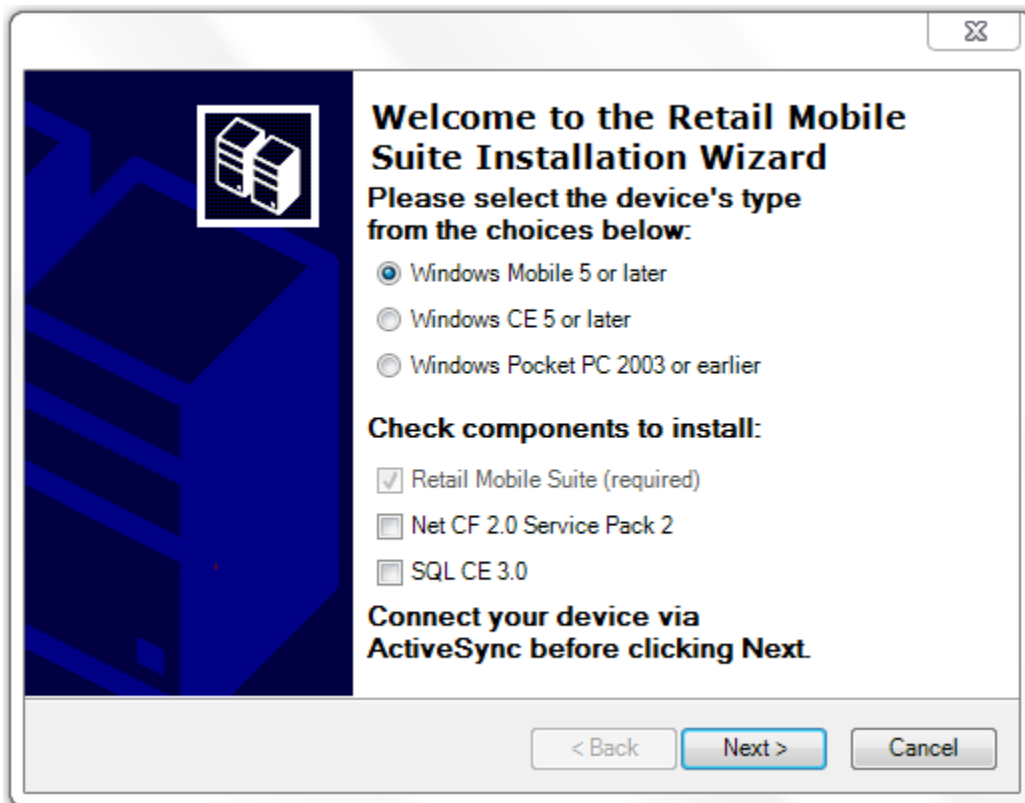 Welcome to the Retail Mobile
Suite Installation Wizard
Please select the device's type
from the choices below:
Windows Mobile 5 or later
Windows CE 5 or later
Windows Pocket PC 2003 or earlier
Check components to install:
Retail Mobile Suite (required)
Net CF 2.0 Service Pack 2
SQL CE 3.0
Connect your device via
ActiveSync before clicking Next.
< Back Next > Cancel